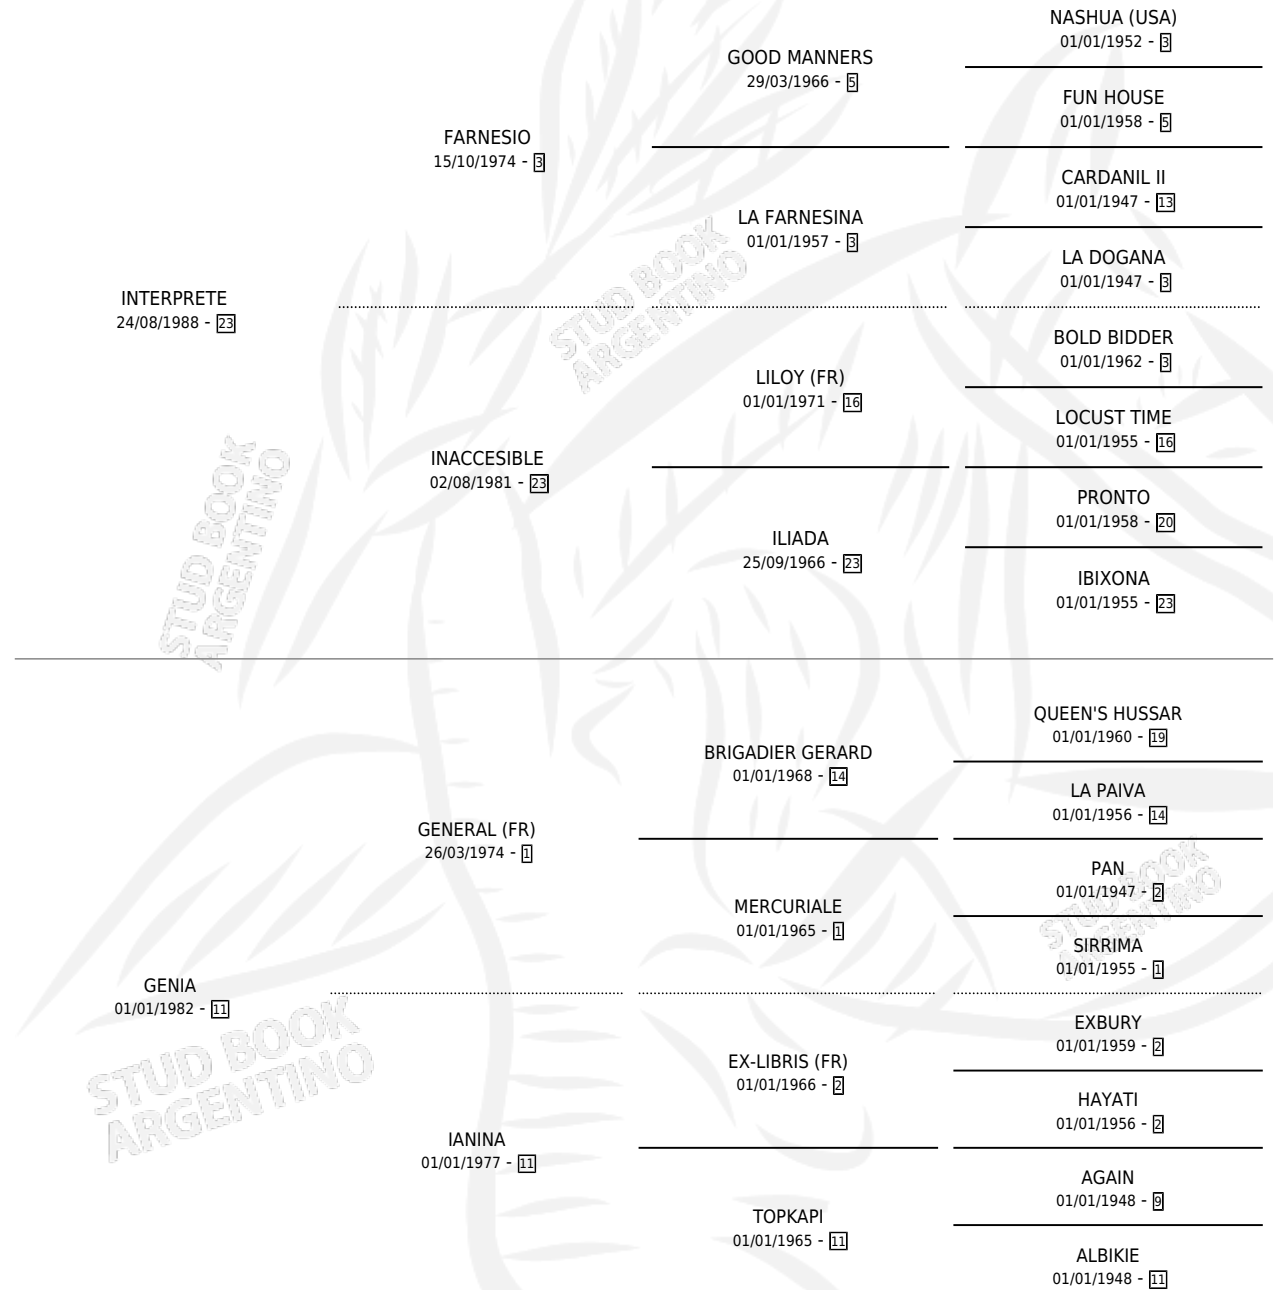 NASHUA (USA)
01/01/1952 - 3
GOOD MANNERS
29/03/1966 - 5
FUN HOUSE
01/01/1958 - 5
FARNESIO
15/10/1974 - 3
CARDANIL II
01/01/1947 - 13
LA FARNESINA
01/01/1957 - 3
LA DOGANA
01/01/1947 - 3
INTERPRETE
24/08/1988 - 23
BOLD BIDDER
01/01/1962 - 3
LILOY (FR)
01/01/1971 - 16
LOCUST TIME
01/01/1955 - 16
INACCESIBLE
02/08/1981 - 23
PRONTO
01/01/1958 - 20
ILIADA
25/09/1966 - 23
IBIXONA
01/01/1955 - 23
STUD BOOK
ARGENTINO
STUD BOOK
ARGENTINO
QUEEN'S HUSSAR
01/01/1960 - 19
BRIGADIER GERARD
01/01/1968 - 14
LA PAIVA
01/01/1956 - 14
GENERAL (FR)
26/03/1974 - 1
PAN
01/01/1947 - 2
MERCURIALE
01/01/1965 - 1
SIRRIMA
01/01/1955 - 1
GENIA
01/01/1982 - 11
EXBURY
01/01/1959 - 2
EX-LIBRIS (FR)
01/01/1966 - 2
HAYATI
01/01/1956 - 2
IANINA
01/01/1977 - 11
AGAIN
01/01/1948 - 9
TOPKAPI
01/01/1965 - 11
ALBIKIE
01/01/1948 - 11
STUD BOOK
ARGENTINO
STUD BOOK
ARGENTINO